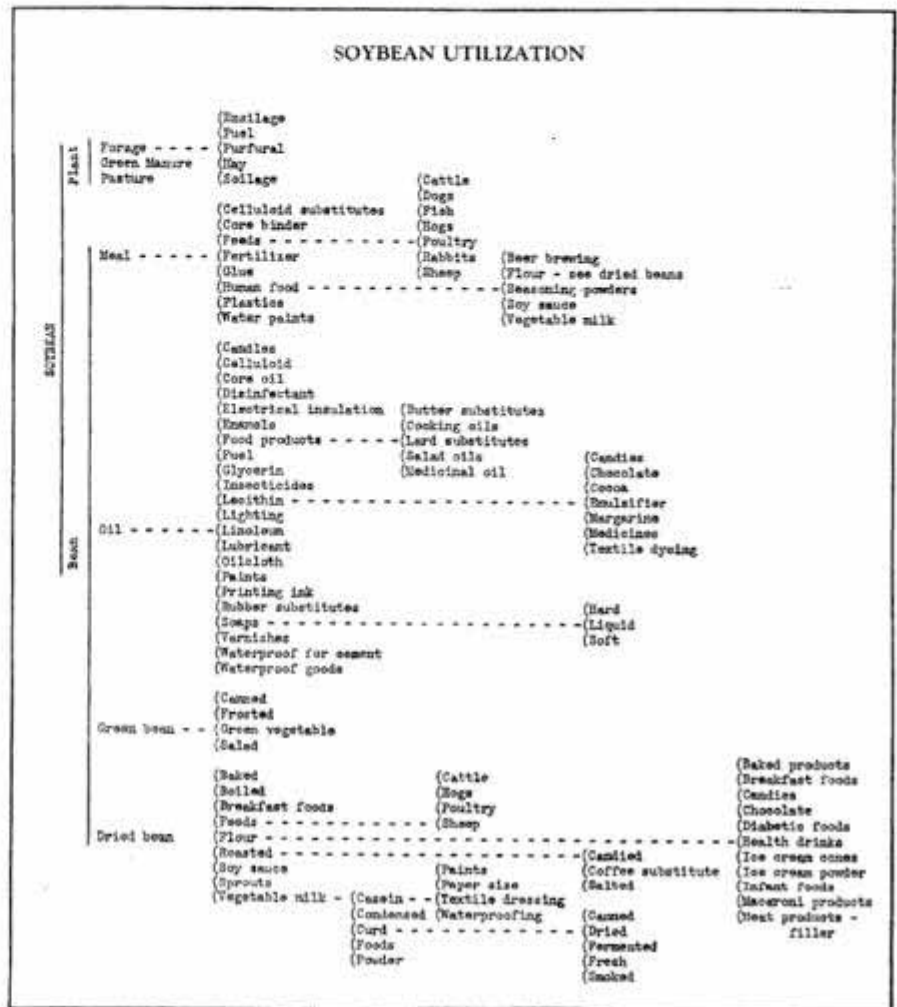 SOYBEAN UTILIZATION
(Ensilage
(Fuel
Forage - - - - (Furfural
Green Manure (Hay
Pasture (Soilage
Plant
(Cattle
(Dogs
(Celluloid substitutes (Fish
(Core binder (Hogs
(Feeds - - - - - - - - - - -(Poultry
Meal - - - - - (Fertilizer (Rabbits (Beer brewing
(Glue (Sheep (Flour - see dried beans
(Human food - - - - - - - - - - - - - - - -(Seasoning powders
(Plastics (Soy sauce
(Water paints (Vegetable milk
SOYBEAN
(Candles
(Celluloid
(Core oil
(Disinfectant
(Electrical insulation (Butter substitutes
(Enamels (Cooking oils
(Food products - - - - -(Lard substitutes
(Fuel (Salad oils (Candies
(Glycerin (Medicinal oil (Chocolate
(Insecticides (Cocoa
(Lecithin - - - - - - - - - - - - - - - - - - - - -(Emulsifier
(Lighting (Margarine
Oil - - - - - -(Linoleum (Medicines
(Lubricant (Textile dyeing
Bean
(Oilcloth
(Paints
(Printing ink
(Rubber substitutes (Hard
(Soaps - - - - - - - - - - - - - - - - - - - - - -(Liquid
(Varnishes (Soft
(Waterproof for cement
(Waterproof goods
(Canned
(Frosted
Green bean - - (Green vegetable
(Salad
(Baked products
(Baked (Cattle (Breakfast foods
(Boiled (Hogs (Candies
(Breakfast foods (Poultry (Chocolate
(Feeds - - - - - - - - - - - -(Sheep (Diabetic foods
Dried bean (Flour - - - - - - - - - - - - - - - - - - - - - - - - - - - - -(Health drinks
(Roasted - - - - - - - - - - - - - - - - - - - -(Candied (Ice cream cones
(Soy sauce (Paints (Coffee substitute (Ice cream powder
(Sprouts (Paper size (Salted (Infant foods
(Vegetable milk - (Casein - -(Textile dressing (Macaroni products
(Condensed (Waterproofing (Canned (Meat products -
(Curd - - - - - - - - - - - -(Dried filler
(Foods (Fermented
(Powder (Fresh
(Smoked